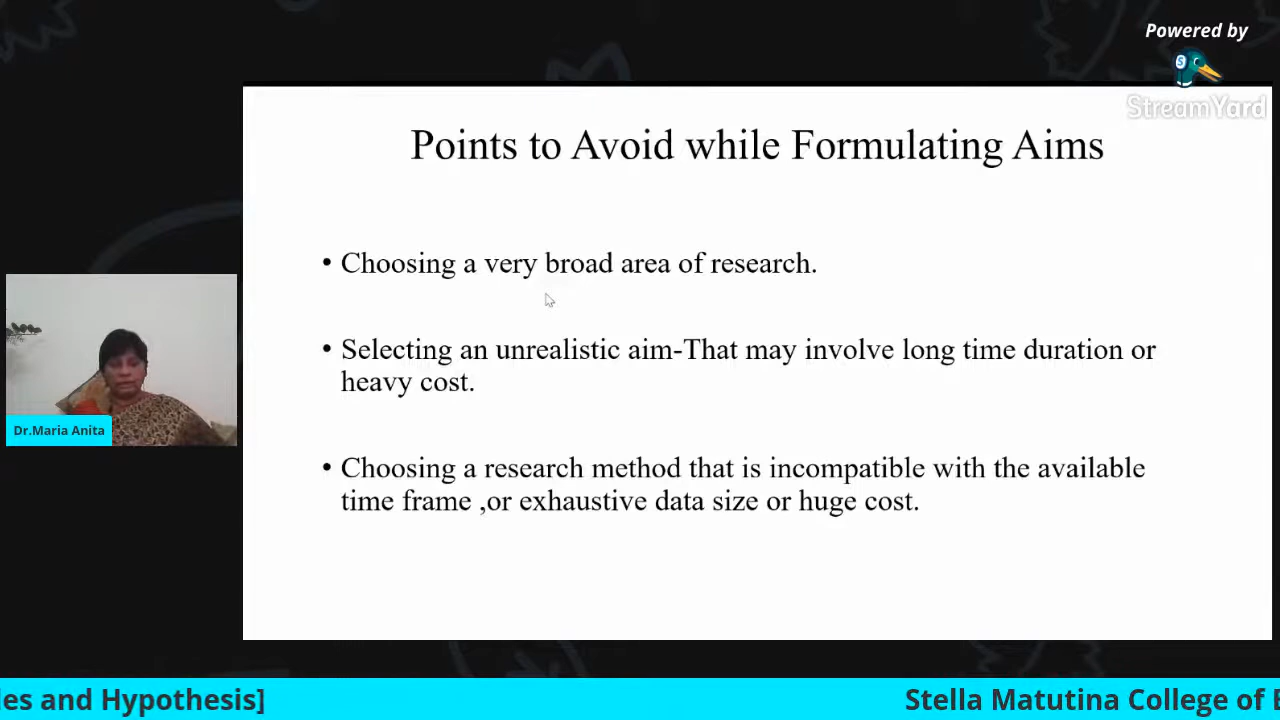 Powered by
StreamYard
Points to Avoid while Formulating Aims
• Choosing a very broad area of research.
• Selecting an unrealistic aim-That may involve long time duration or
heavy cost.
• Choosing a research method that is incompatible with the available
time frame ,or exhaustive data size or huge cost.
Dr.Maria Anita
les and Hypothesis]
Stella Matutina College of E